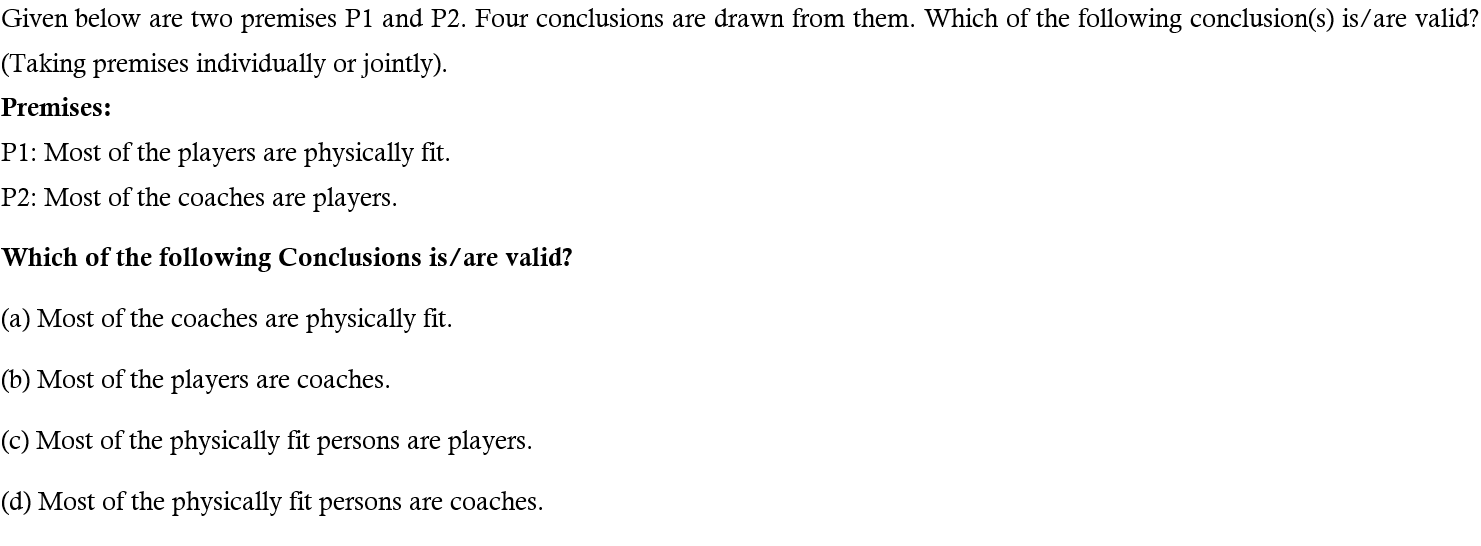 Given below are two premises P1 and P2. Four conclusions are drawn from them. Which of the following conclusion(s) is/are valid?
(Taking premises individually or jointly).
Premises:
P1: Most of the players are physically fit.
P2: Most of the coaches are players.
Which of the following Conclusions is/are valid?
(a) Most of the coaches are physically fit.
(b) Most of the players are coaches.
(c) Most of the physically fit persons are players.
(d) Most of the physically fit persons are coaches.